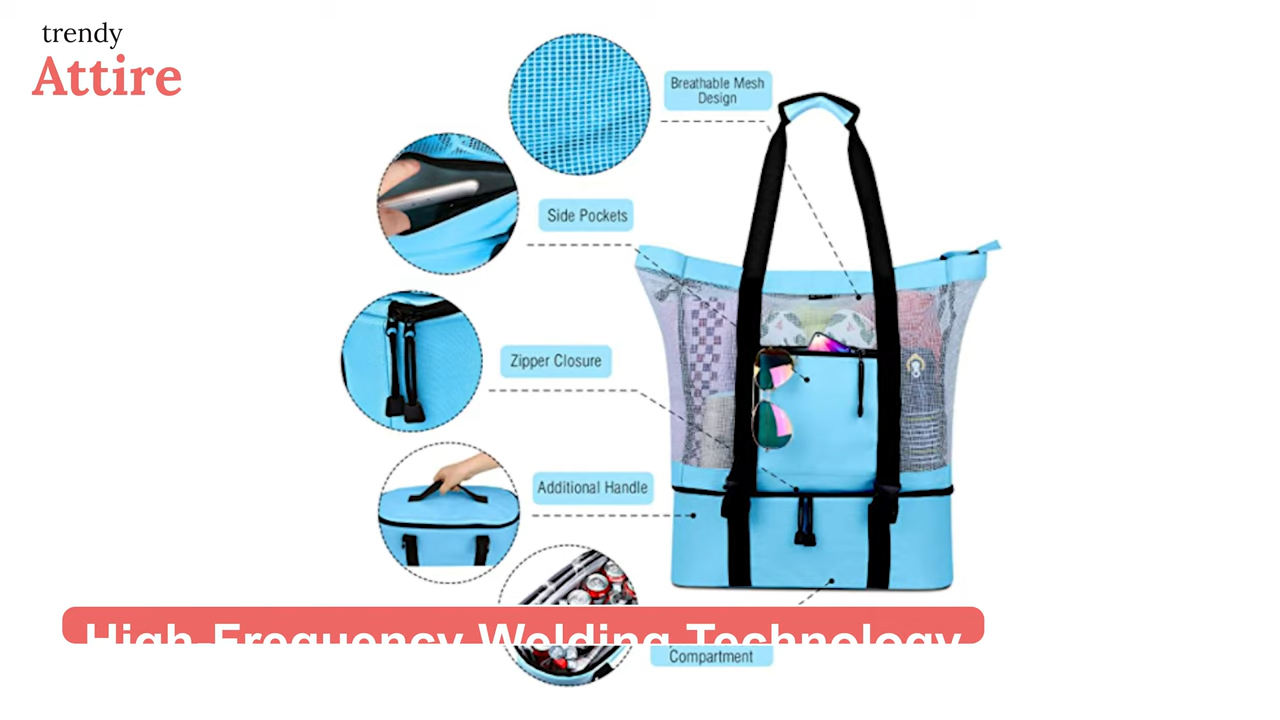 trendy
Attire
Breathable Mesh
Design
Side Pockets
Zipper Closure
Additional Handle
High Frequency Welding Technology
Compartment